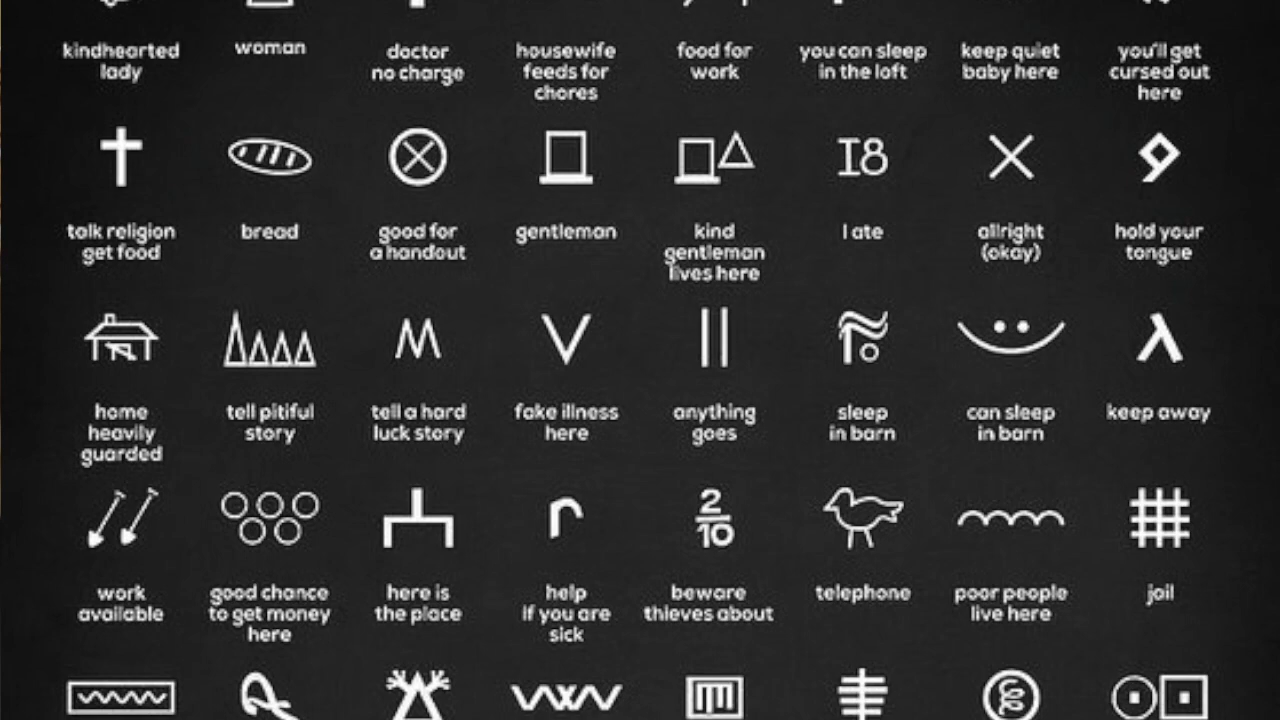 kindhearted
lady
woman
doctor
no charge
housewife
feeds for
chores
food for
work
you can sleep
in the loft
keep quiet
baby here
you'll get
cursed out
here
18
talk religion
get food
bread
good for
a handout
gentleman
kind
gentleman
lives here
I ate
allright
(okay)
hold your
tongue
home
heavily
guarded
tell pitiful
story
tell a hard
luck story
fake illness
here
anything
goes
sleep
in barn
can sleep
in barn
keep away
2
10
work
available
good chance
to get money
here
here is
the place
help
if you are
sick
beware
thieves about
telephone
poor people
live here
jail